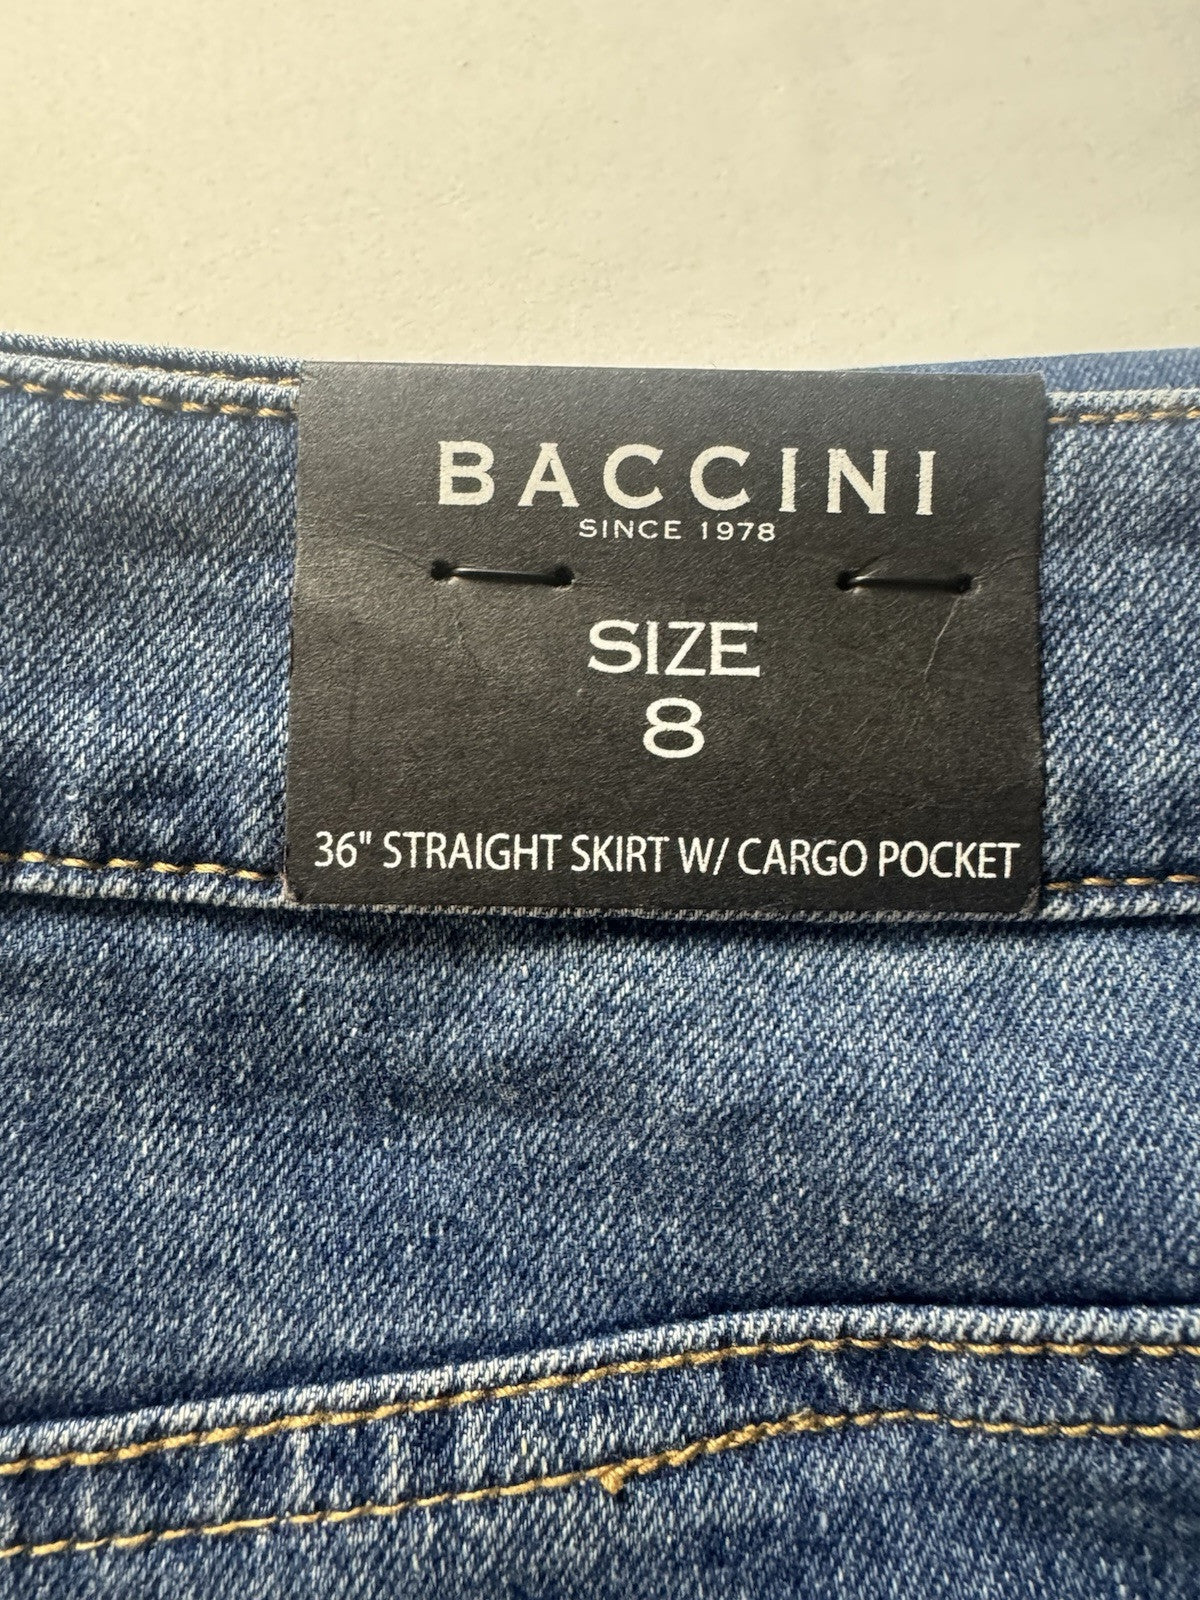 BACCINI
SINCE 1978
SIZE
8
36" STRAIGHT SKIRT W/ CARGO POCKET